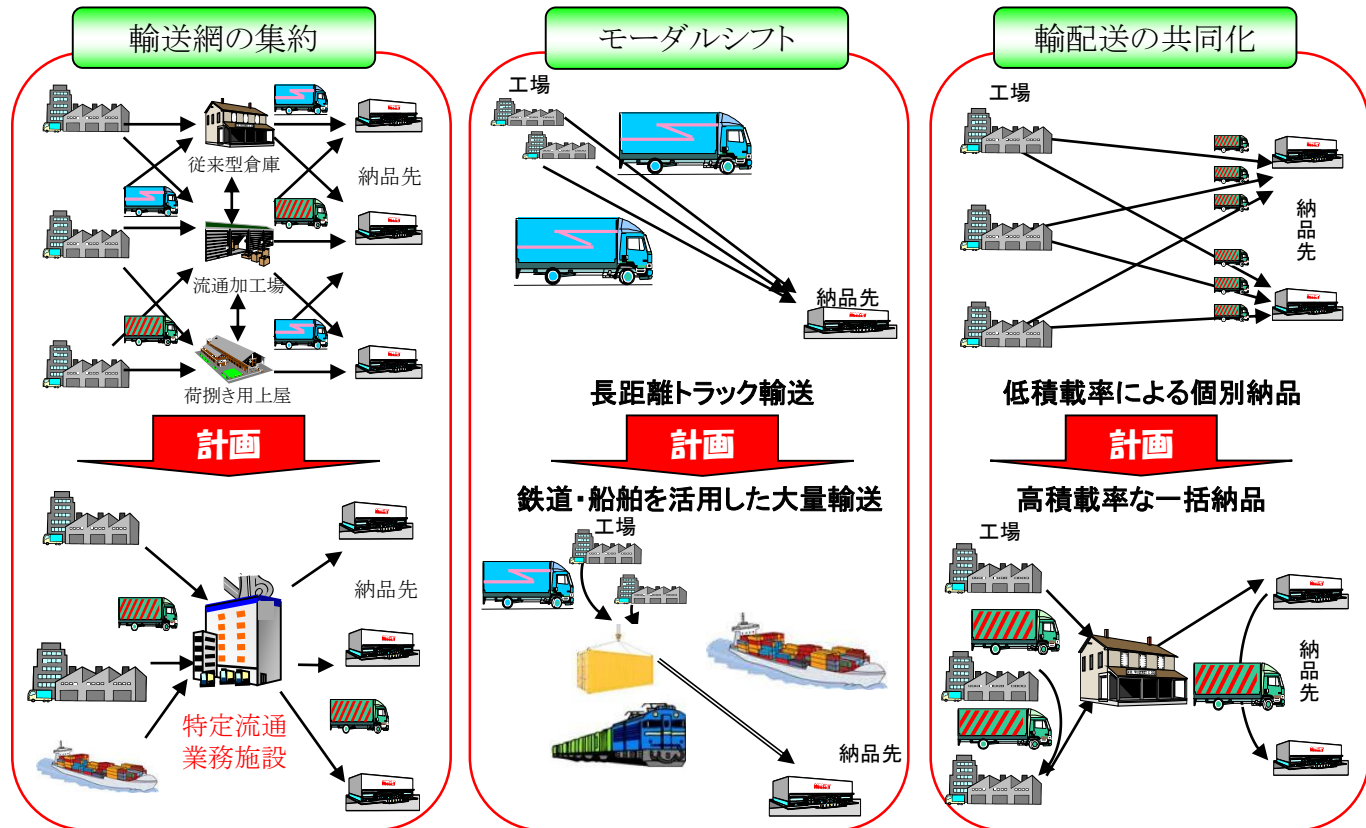 輸送網の集約
従来型倉庫
納品先
流通加工場
荷捌き用上屋
計画
納品先
特定流通
業務施設
モーダルシフト
工場
納品先
長距離トラック輸送
計画
鉄道・船舶を活用した大量輸送
工場
納品先
輸配送の共同化
工場
納品先
低積載率による個別納品
計画
高積載率な一括納品
工場
納品先